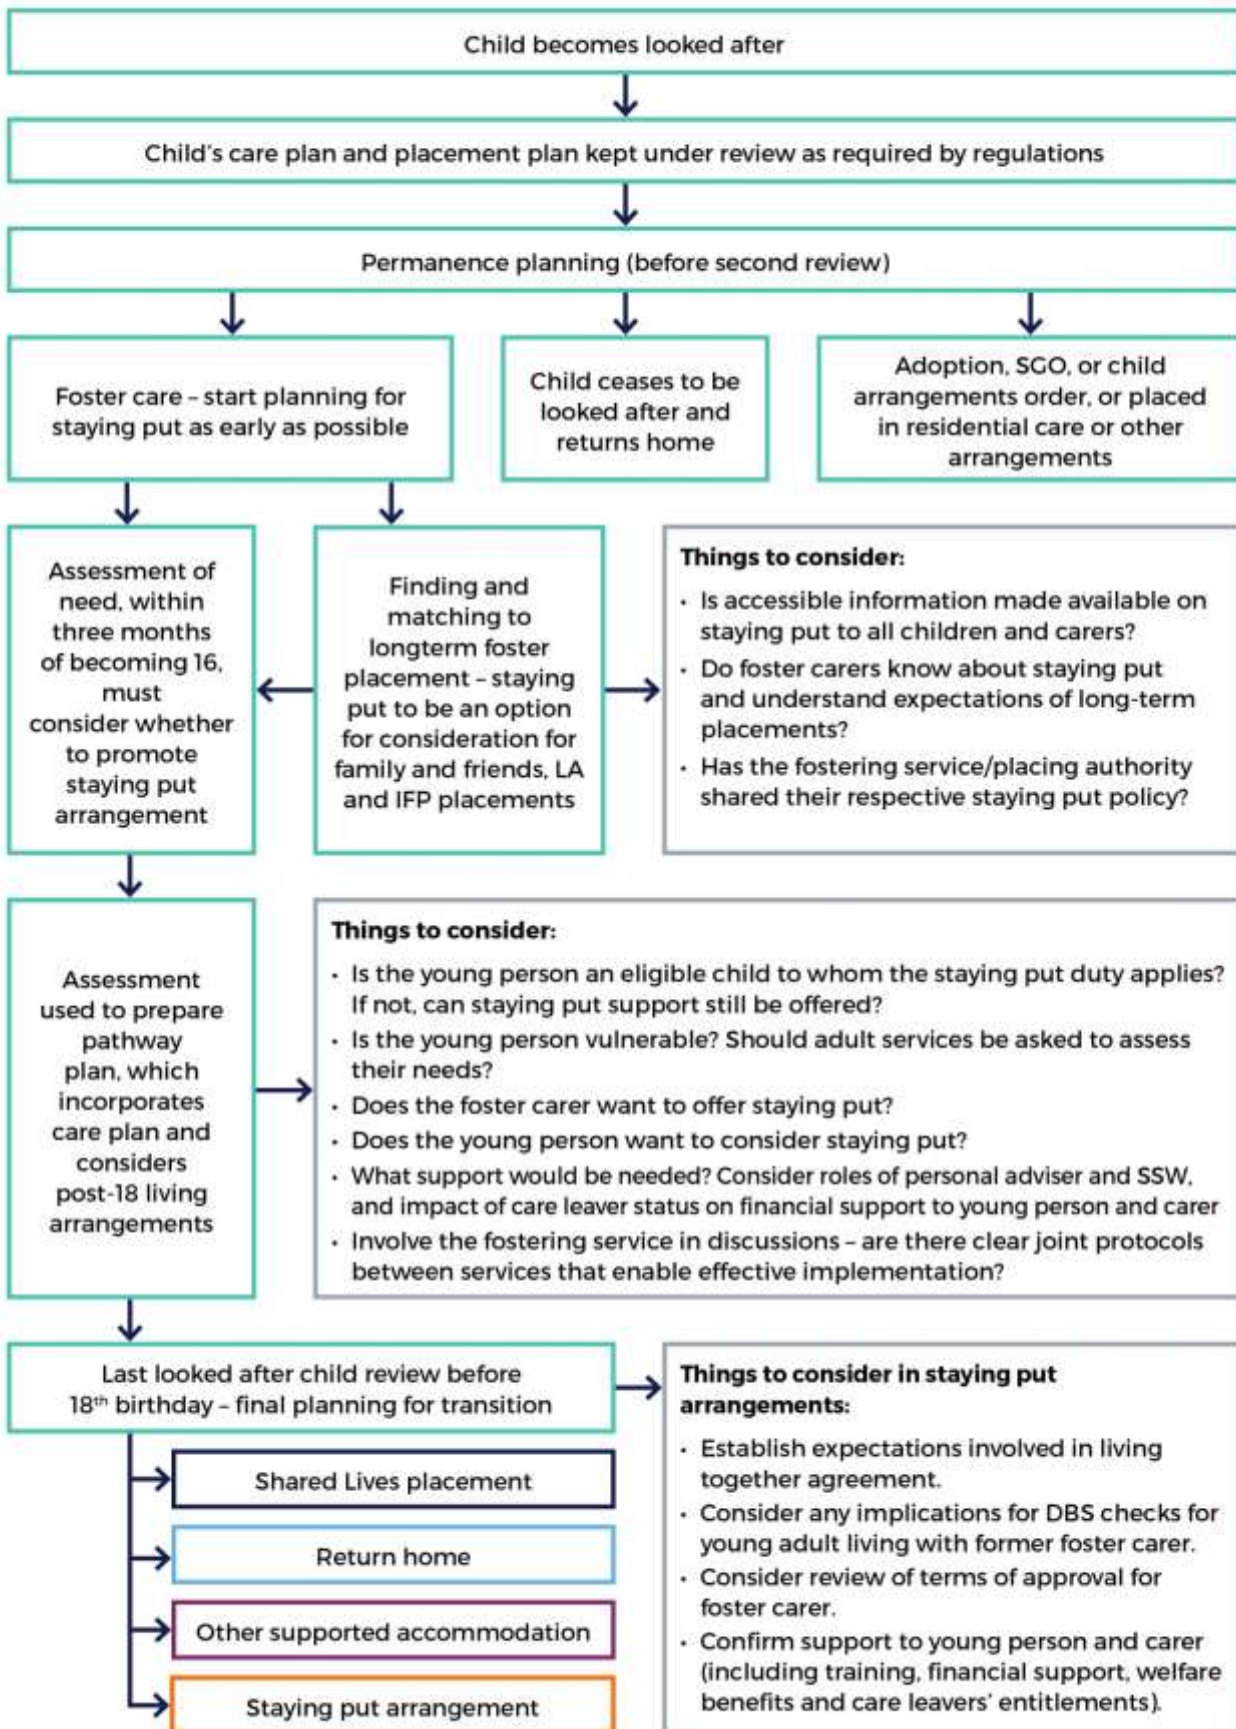 Child becomes looked after
Child's care plan and placement plan kept under review as required by regulations
Permanence planning (before second review)
Foster care – start planning for
staying put as early as possible
Child ceases to be
looked after and
returns home
Adoption, SGO, or child
arrangements order, or placed
in residential care or other
arrangements
Assessment of
need, within
three months
of becoming 16,
must
consider whether
to promote
staying put
arrangement
Finding and
matching to
longterm foster
placement – staying
put to be an option
for consideration for
family and friends, LA
and IFP placements
Things to consider:
• Is accessible information made available on
staying put to all children and carers?
• Do foster carers know about staying put
and understand expectations of long-term
placements?
• Has the fostering service/placing authority
shared their respective staying put policy?
Assessment
used to prepare
pathway
plan, which
incorporates
care plan and
considers
post-18 living
arrangements
Things to consider:
• Is the young person an eligible child to whom the staying put duty applies?
If not, can staying put support still be offered?
• Is the young person vulnerable? Should adult services be asked to assess
their needs?
• Does the foster carer want to offer staying put?
• Does the young person want to consider staying put?
• What support would be needed? Consider roles of personal adviser and SSW,
and impact of care leaver status on financial support to young person and carer
• Involve the fostering service in discussions – are there clear joint protocols
between services that enable effective implementation?
Last looked after child review before
18th birthday – final planning for transition
Shared Lives placement
Return home
Other supported accommodation
Staying put arrangement
Things to consider in staying put
arrangements:
• Establish expectations involved in living
together agreement.
• Consider any implications for DBS checks for
young adult living with former foster carer.
• Consider review of terms of approval for
foster carer.
• Confirm support to young person and carer
(including training, financial support, welfare
benefits and care leavers' entitlements).